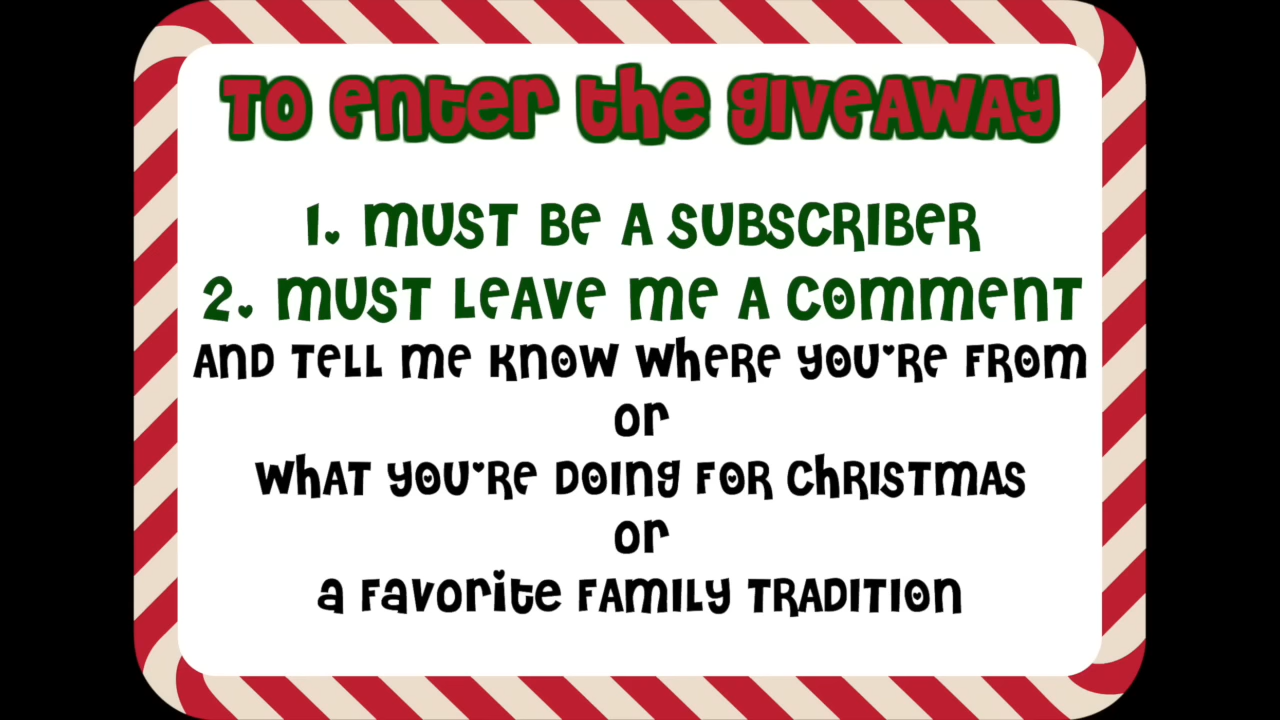 To enter the giveaway
1. MUST BE A SUBSCRIBER
2. MUST LEAVE ME A COMMENT
AND TELL ME KNOW WHERE YOU'RE FROM
or
WHAT YOU'RE DOING FOR CHRISTMAS
or
a Favorite FAMILY TRADITION